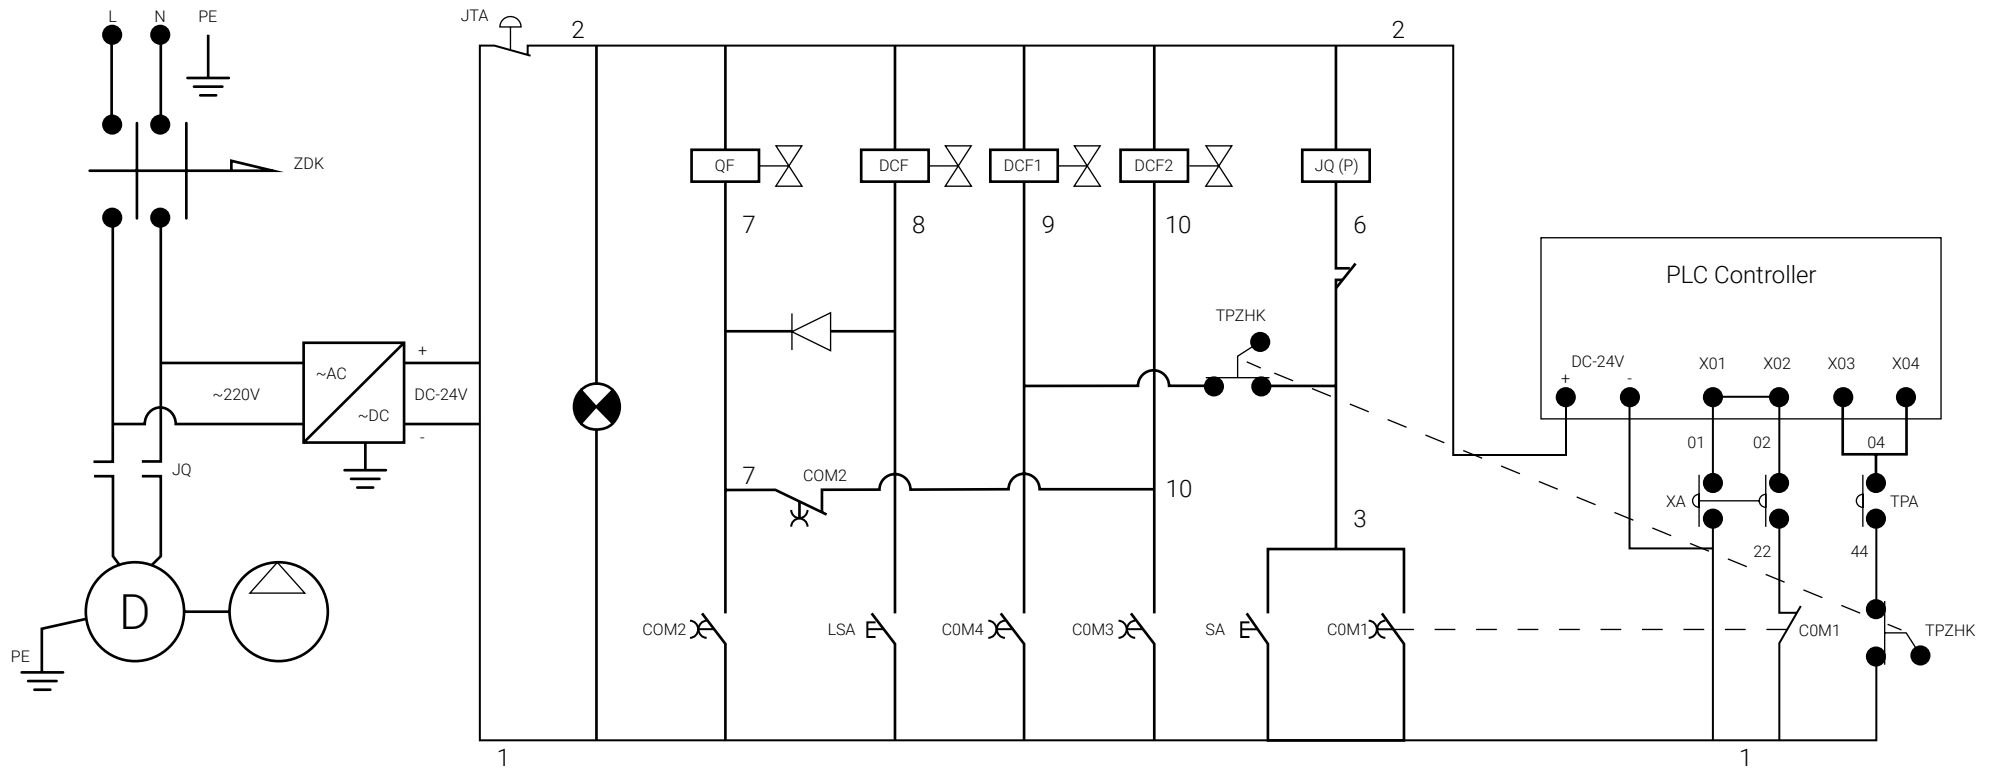 L N PE
JTA
2 2
ZDK
QF DCF DCF1 DCF2 JQ (P)
7 8 9 10 6
PLC Controller
TPZHK
DC-24V X01 X02 X03 X04
+ -
+
~AC
~220V DC-24V
~DC
-
01 02 04
JQ
7 COM2 10
XA TPA
3
22 44
D
COM2 LSA C0M4 C0M3 SA C0M1 C0M1 TPZHK
PE
1 1